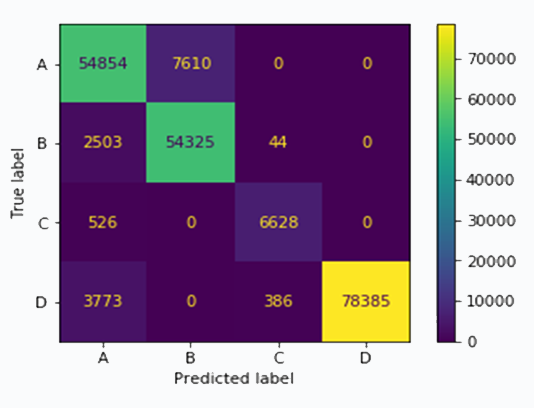 A 54854 7610 0 0
B 2503 54325 44 0
C 526 0 6628 0
D 3773 0 386 78385
A B C D
Predicted label
True label
70000
60000
50000
40000
30000
20000
10000
0